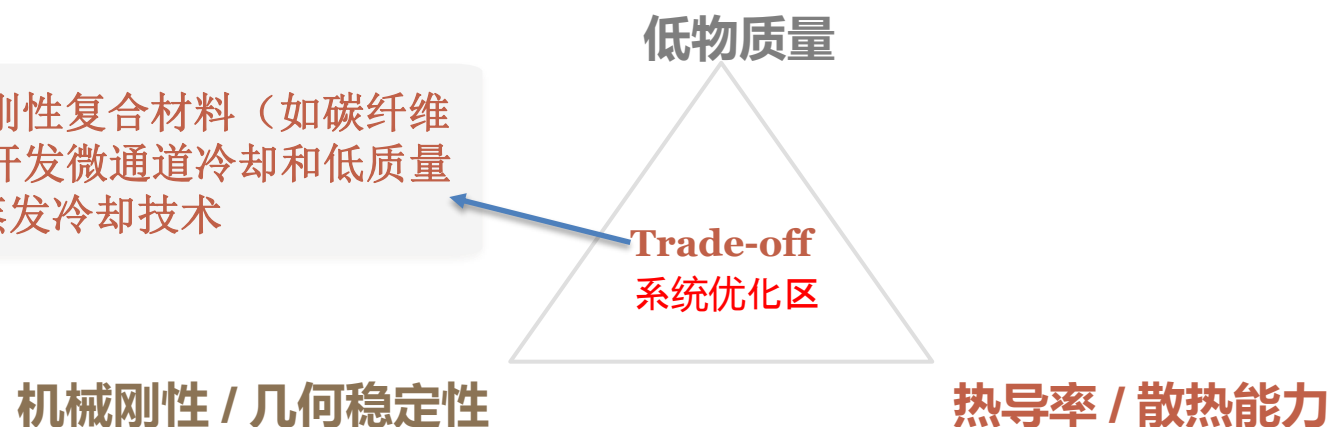 低物质量
刚性复合材料（如碳纤维
开发微通道冷却和低质量
蒸发冷却技术
Trade-off
系统优化区
机械刚性 / 几何稳定性
热导率 / 散热能力